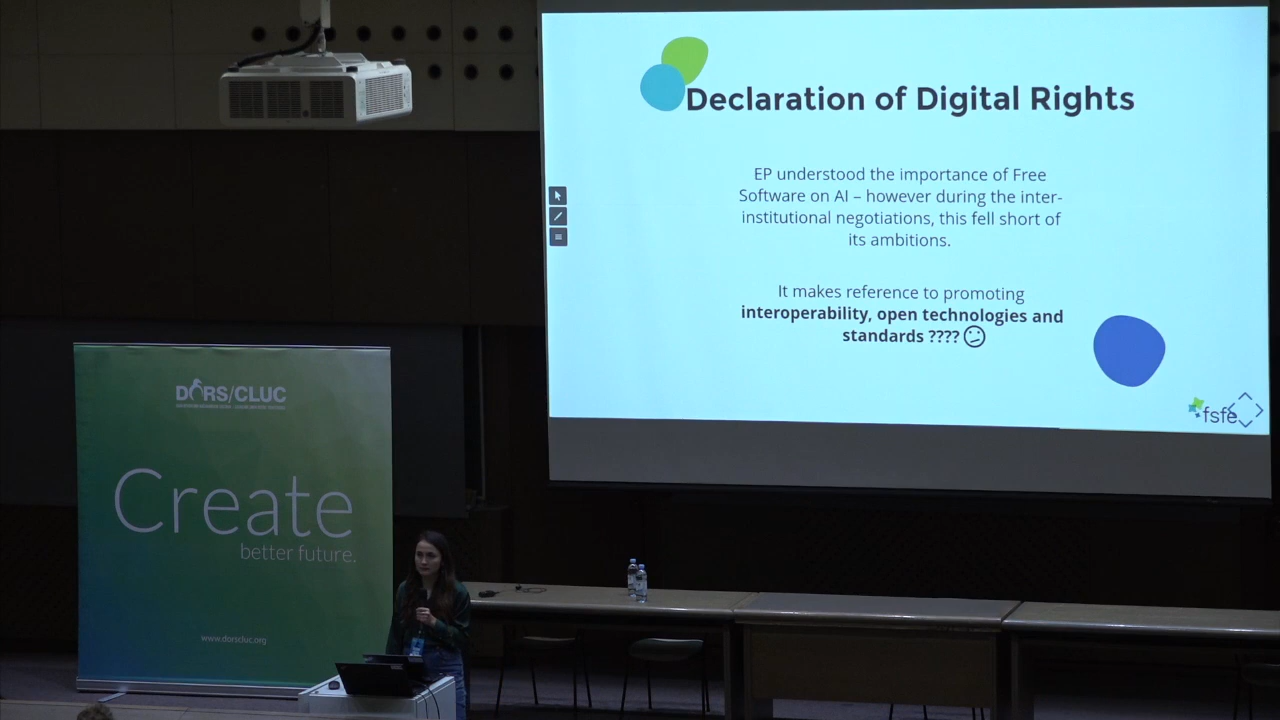 Declaration of Digital Rights
EP understood the importance of Free
Software on AI – however during the inter-
institutional negotiations, this fell short of
its ambitions.
It makes reference to promoting
interoperability, open technologies and
standards ????
fsfe
DORS/CLUC
Create
better future.
www.dorscluc.org